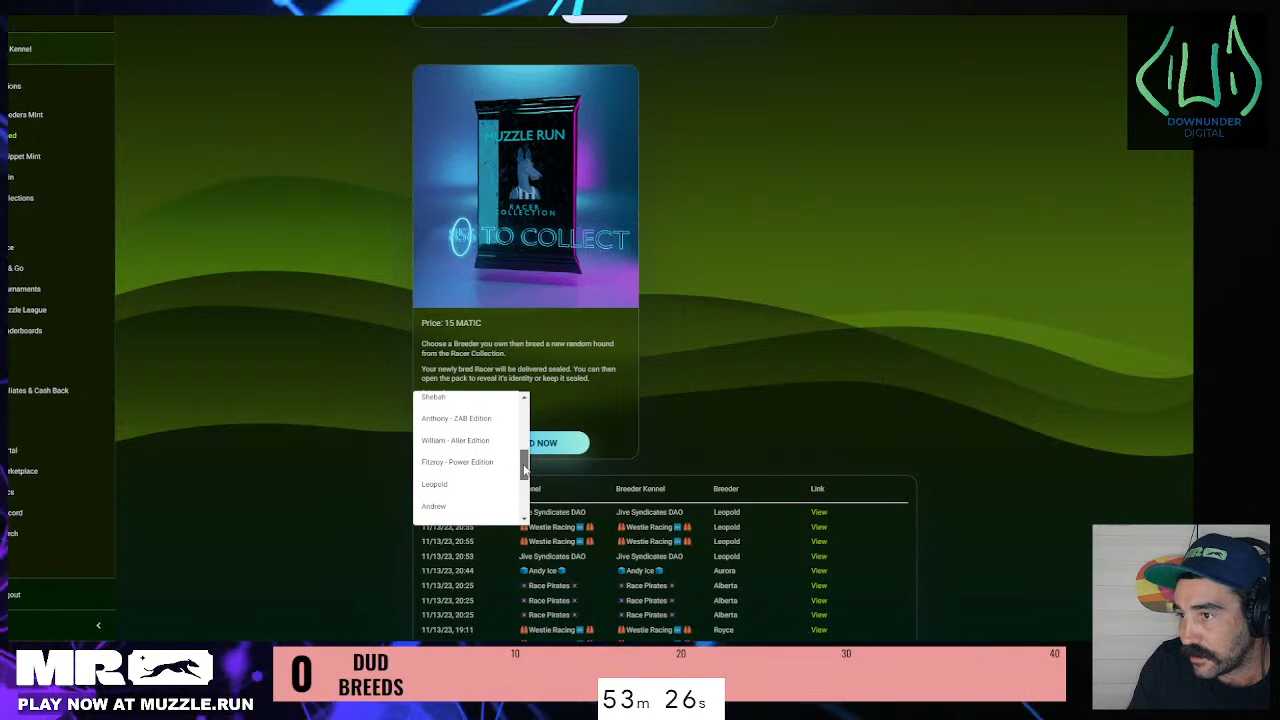 Kennel
ions
eders Mint
ed
ippet Mint
in
ections
ce
& Go
urnaments
zzle League
derboards
iliates & Cash Back
rtal
rketplace
cs
cord
rch
gout
MUZZLE RUN
RACER
COLLECTION
TO COLLECT
Price: 15 MATIC
Choose a Breeder you own then breed a new random hound
from the Racer Collection.
Your newly bred Racer will be delivered sealed. You can then
open the pack to reveal it's identity or keep it sealed.
Shebah
Anthony - ZAB Edition
William - Aller Edition
Fitzroy - Power Edition
Leopold
Andrew
D NOW
nel Breeder Kennel Breeder Link
e Syndicates DAO Jive Syndicates DAO Leopold View
11/13/23, 20:55 Westie Racing Westie Racing Leopold View
11/13/23, 20:55 Westie Racing Westie Racing Leopold View
11/13/23, 20:53 Jive Syndicates DAO Jive Syndicates DAO Leopold View
11/13/23, 20:44 Andy Ice Andy Ice Aurora View
11/13/23, 20:25 Race Pirates Race Pirates Alberta View
11/13/23, 20:25 Race Pirates Race Pirates Alberta View
11/13/23, 20:25 Race Pirates Race Pirates Alberta View
11/13/23, 19:11 Westie Racing Westie Racing Royce View
DOWNUNDER
DIGITAL
MR
PLAY NOW AT MUZZLE.RUN
0 DUD
BREEDS
10 20 30 40
53m 26s